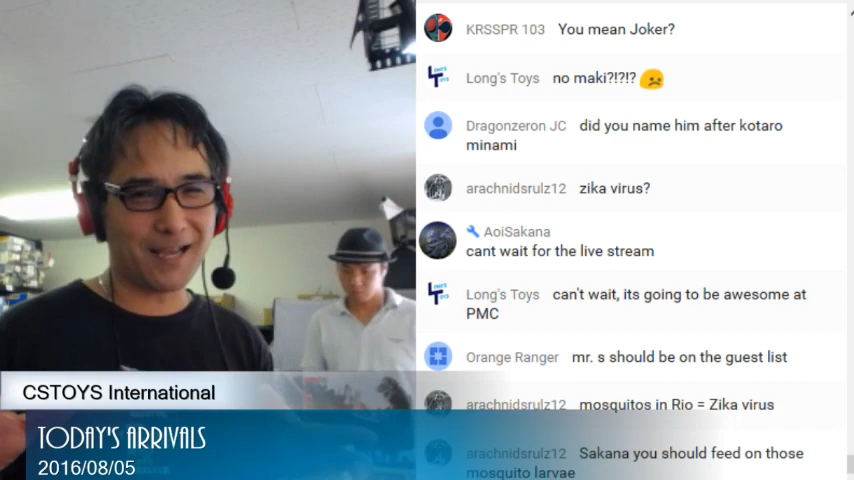 KRSSPR 103 You mean Joker?
Long's Toys no maki?!?!?
Dragonzeron JC did you name him after kotaro
minami
arachnidsrulz12 zika virus?
AoiSakana
cant wait for the live stream
Long's Toys can't wait, its going to be awesome at
PMC
Orange Ranger mr. s should be on the guest list
arachnidsrulz12 mosquitos in Rio = Zika virus
arachnidsrulz12 Sakana you should feed on those
mosquito larvae
CSTOYS International
TODAY'S ARRIVALS
2016/08/05